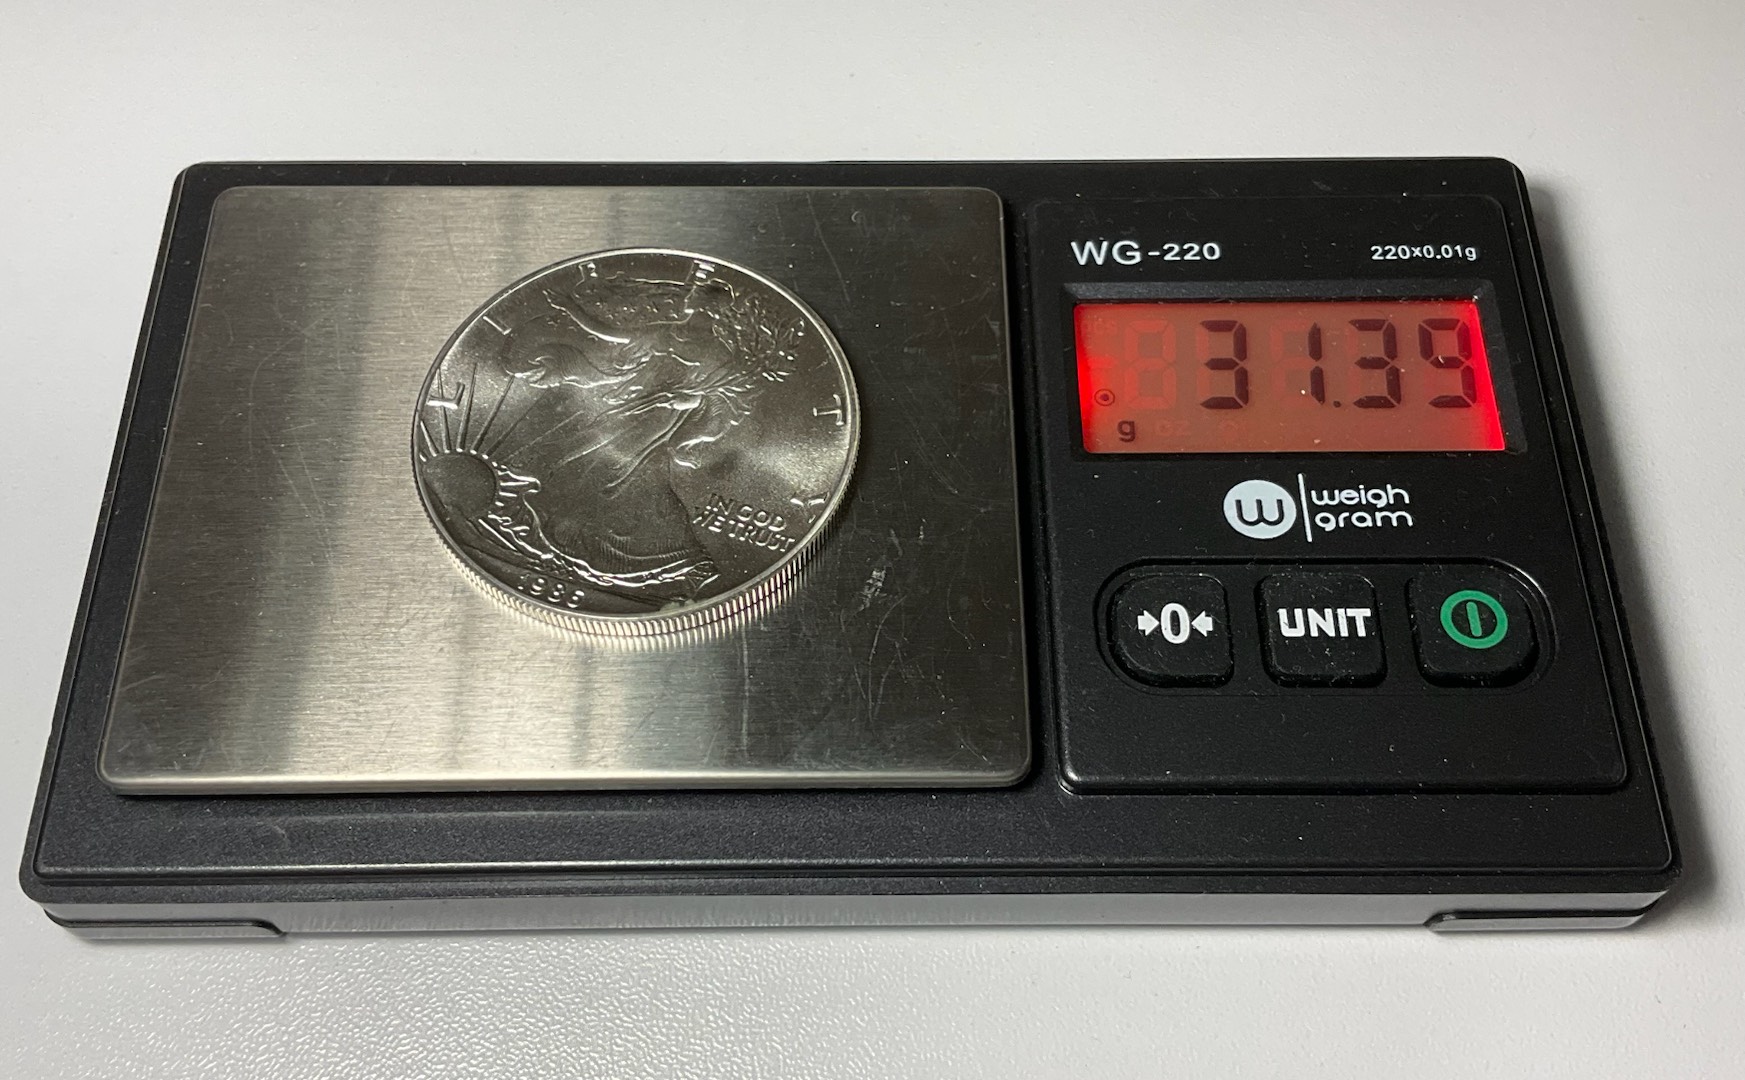 LIBERTY
IN GOD
WE TRUST
1986
WG-220
220x0.01g
31.39
g
w
weigh
gram
→0←
UNIT